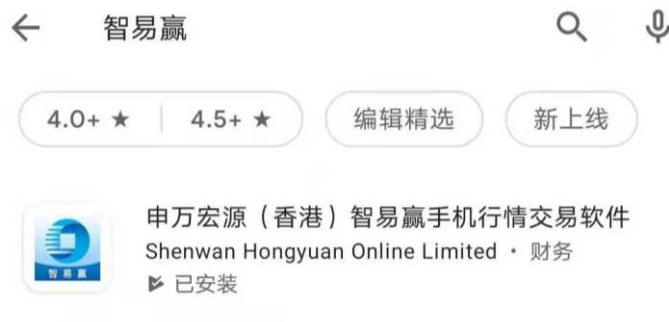 智易赢
4.0+ ★ 4.5+ ★ 编辑精选 新上线
申万宏源（香港）智易赢手机行情交易软件
Shenwan Hongyuan Online Limited · 财务
智易赢
已安装